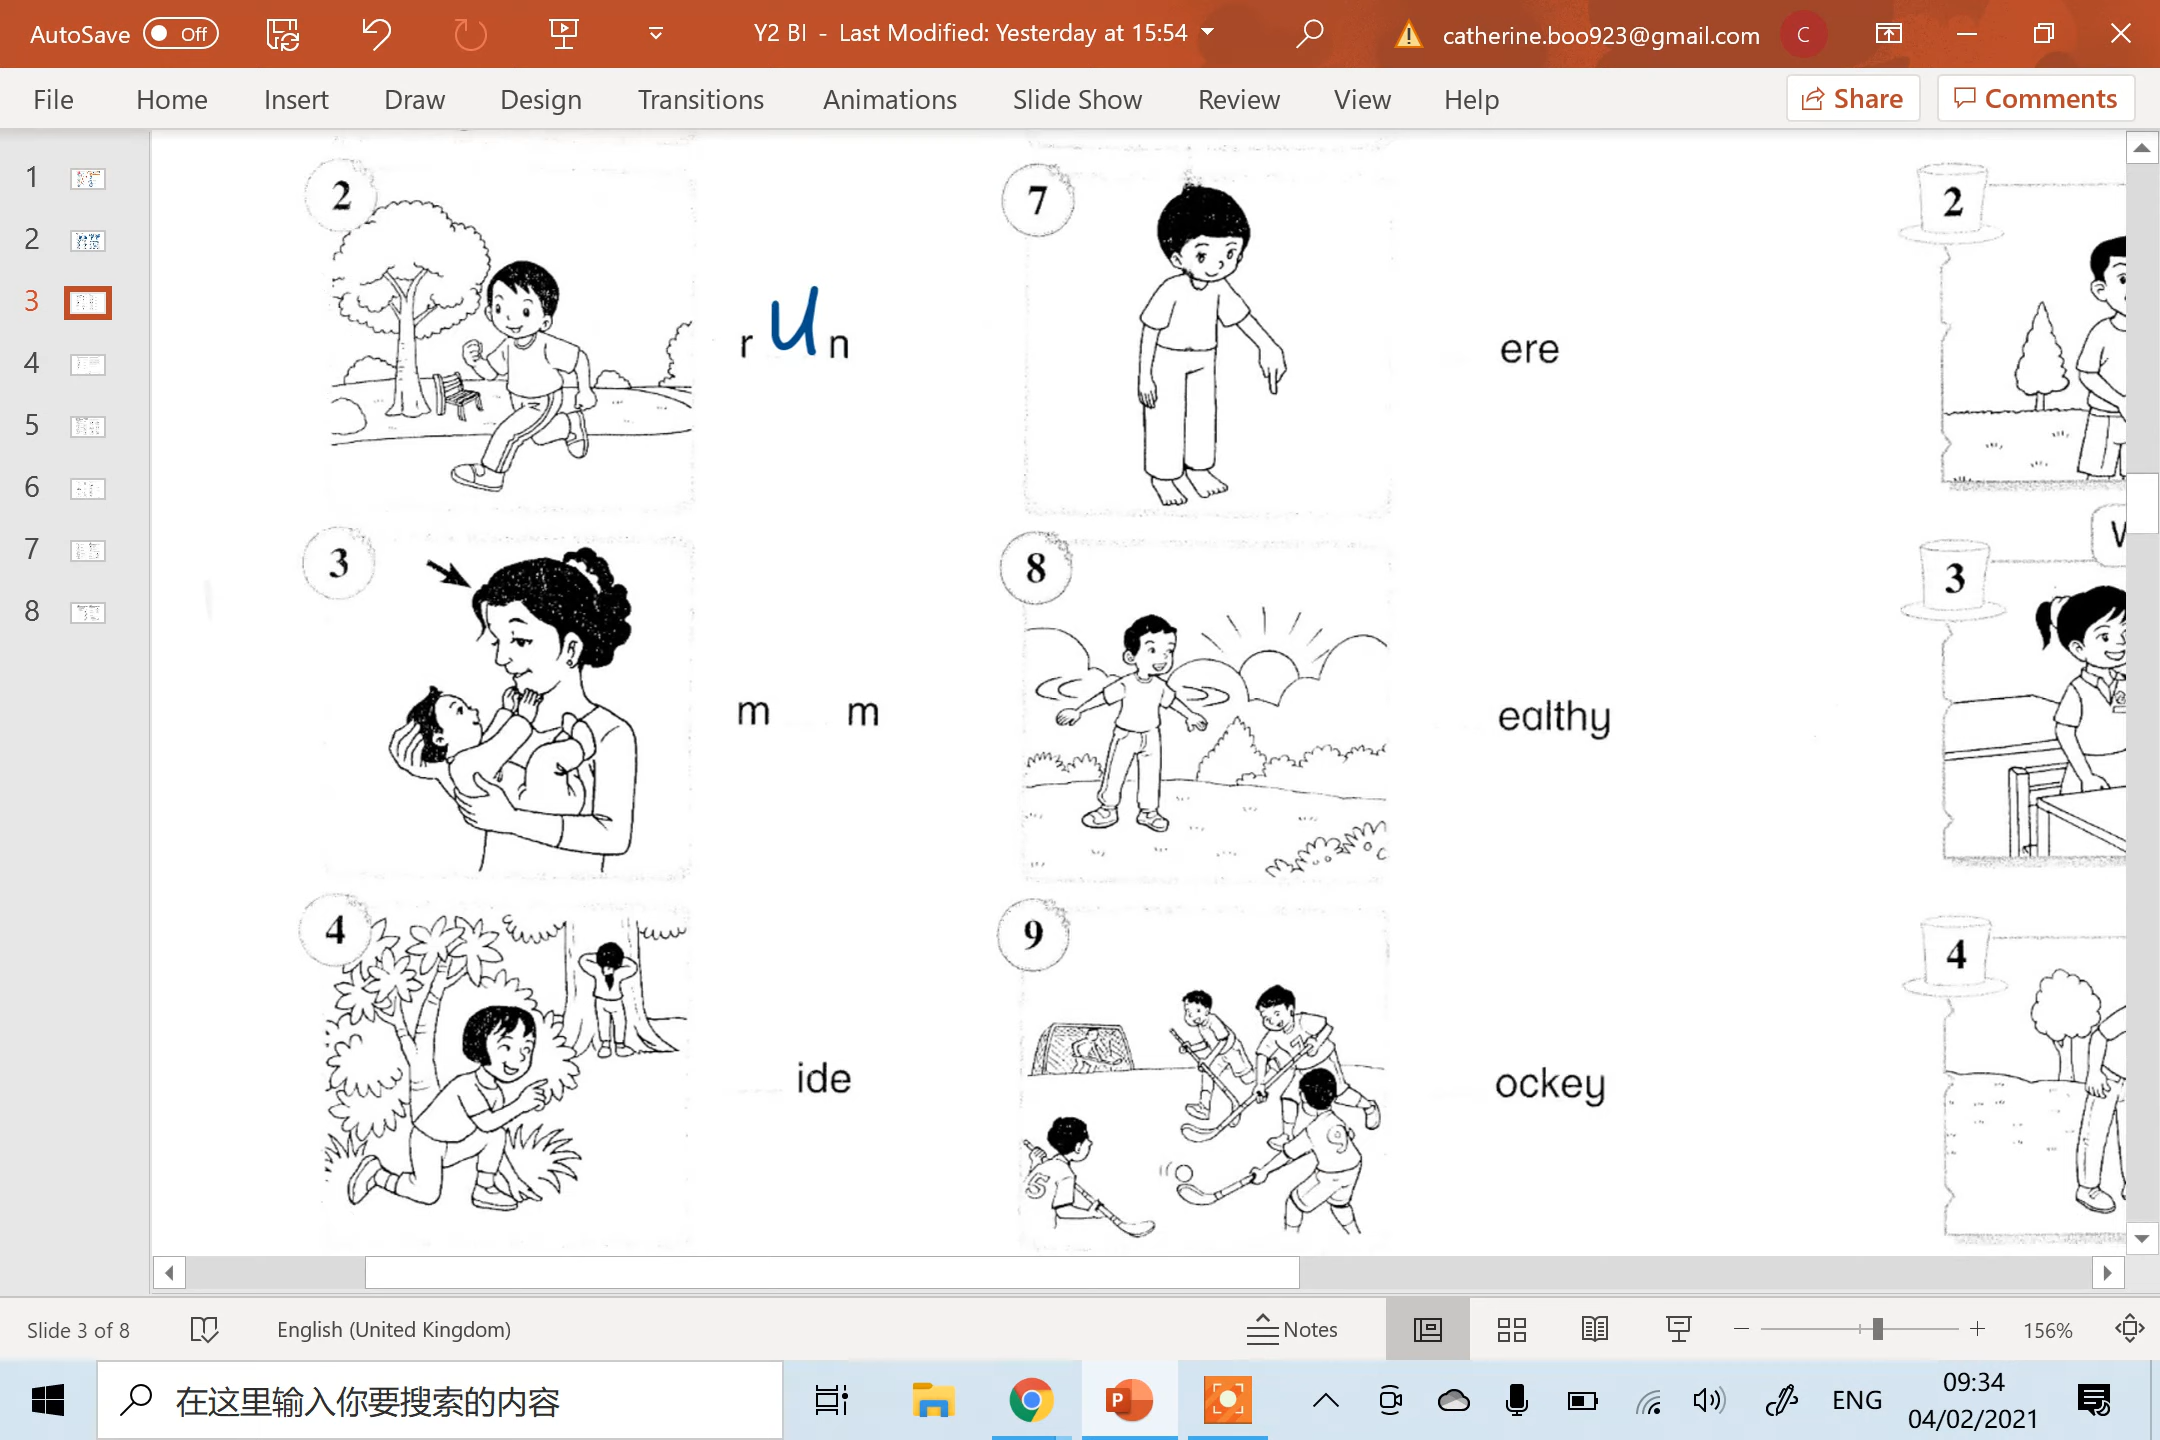 AutoSave Off
Y2 BI - Last Modified: Yesterday at 15:54
catherine.boo923@gmail.com C
File Home Insert Draw Design Transitions Animations Slide Show Review View Help Share Comments
1
2
3
4
5
6
7
8
2
r u n
7
ere
2
3
m m
8
ealthy
3
4
ide
9
9
5
ockey
4
Slide 3 of 8
English (United Kingdom)
Notes
156%
在这里输入你要搜索的内容
P
ENG
09:34
04/02/2021